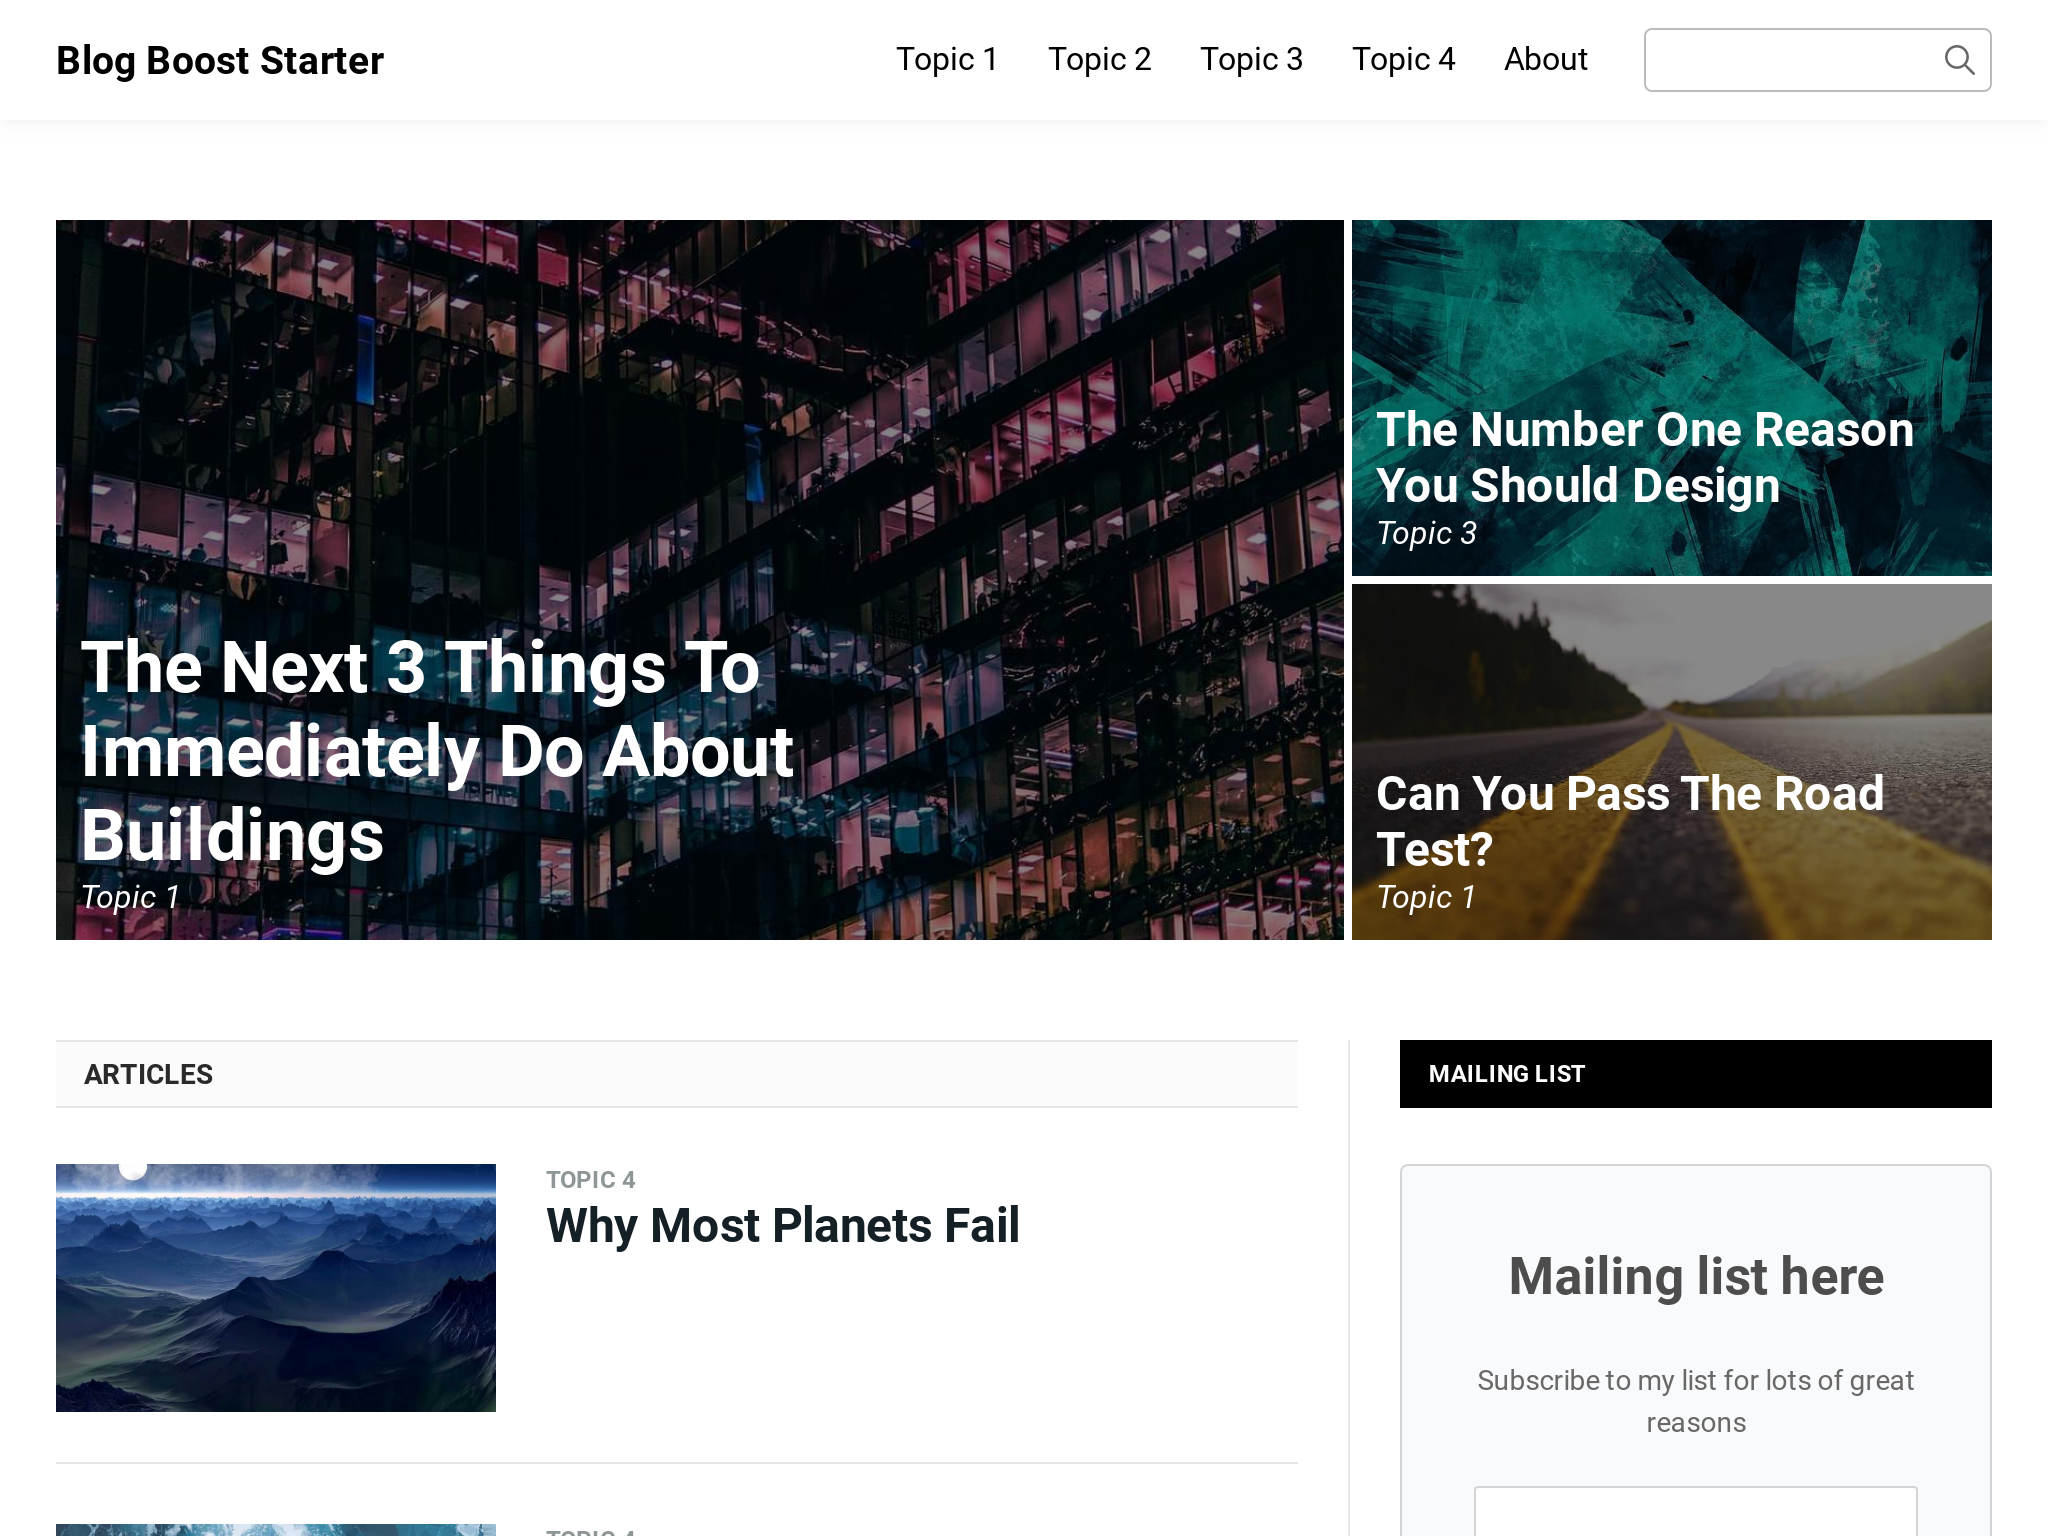 Blog Boost Starter
Topic 1
Topic 2
Topic 3
Topic 4
About
The Next 3 Things To
Immediately Do About
Buildings
Topic 1
The Number One Reason
You Should Design
Topic 3
Can You Pass The Road
Test?
Topic 1
ARTICLES
TOPIC 4
Why Most Planets Fail
TOPIC 4
MAILING LIST
Mailing list here
Subscribe to my list for lots of great
reasons